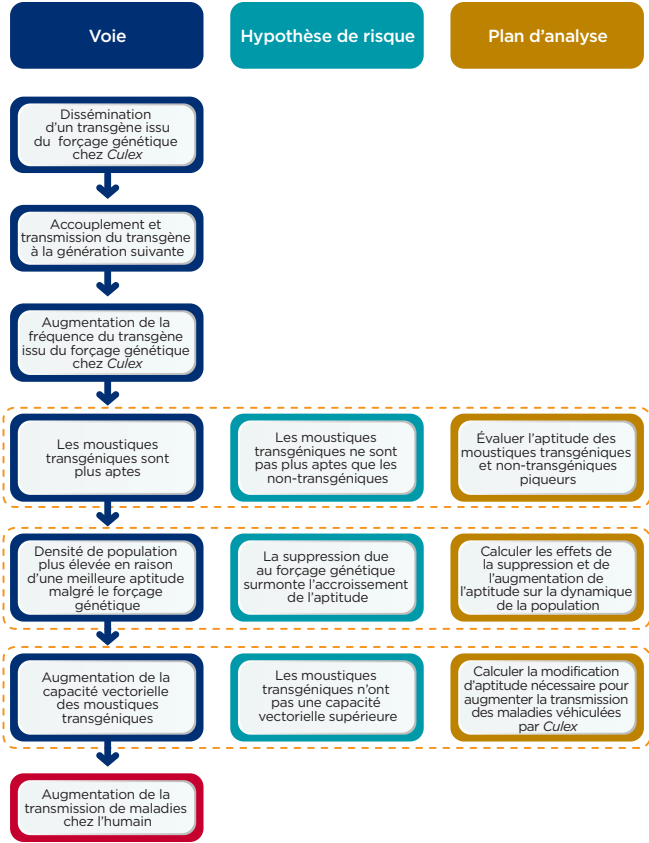 Voie
Hypothèse de risque
Plan d'analyse
Dissémination
d'un transgène issu
du forçage génétique
chez Culex
Accouplement et
transmission du transgène
à la génération suivante
Augmentation de la
fréquence du transgène
issu du forçage génétique
chez Culex
Les moustiques
transgéniques sont
plus aptes
Les moustiques
transgéniques ne sont
pas plus aptes que les
non-transgéniques
Évaluer l'aptitude des
moustiques transgéniques
et non-transgéniques
piqueurs
Densité de population
plus élevée en raison
d'une meilleure aptitude
malgré le forçage
génétique
La suppression due
au forçage génétique
surmonte l'accroissement
de l'aptitude
Calculer les effets de
la suppression et de
l'augmentation de
l'aptitude sur la dynamique
de la population
Augmentation de la
capacité vectorielle
des moustiques
transgéniques
Les moustiques
transgéniques n'ont
pas une capacité
vectorielle supérieure
Calculer la modification
d'aptitude nécessaire pour
augmenter la transmission
des maladies véhiculées
par Culex
Augmentation de la
transmission de maladies
chez l'humain